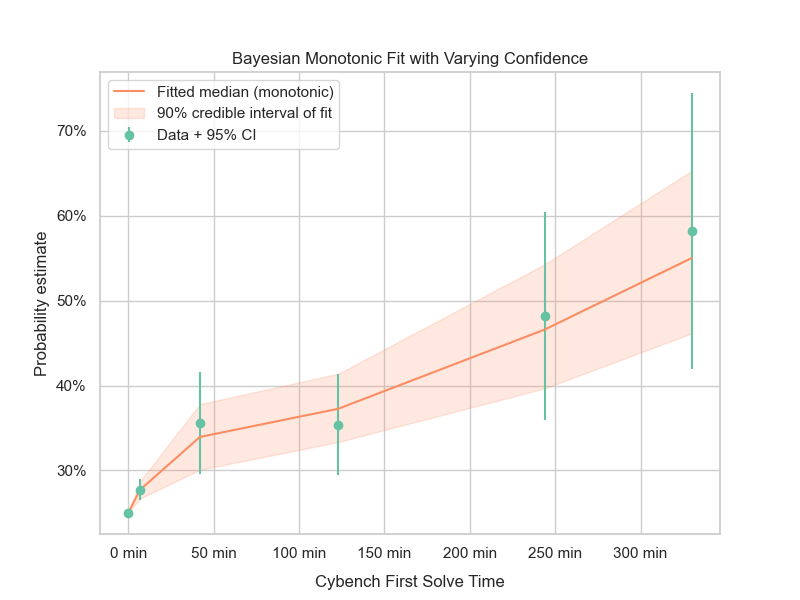 Bayesian Monotonic Fit with Varying Confidence
Fitted median (monotonic)
90% credible interval of fit
Data + 95% CI
Probability estimate
70%
60%
50%
40%
30%
0 min
50 min
100 min
150 min
200 min
250 min
300 min
Cybench First Solve Time